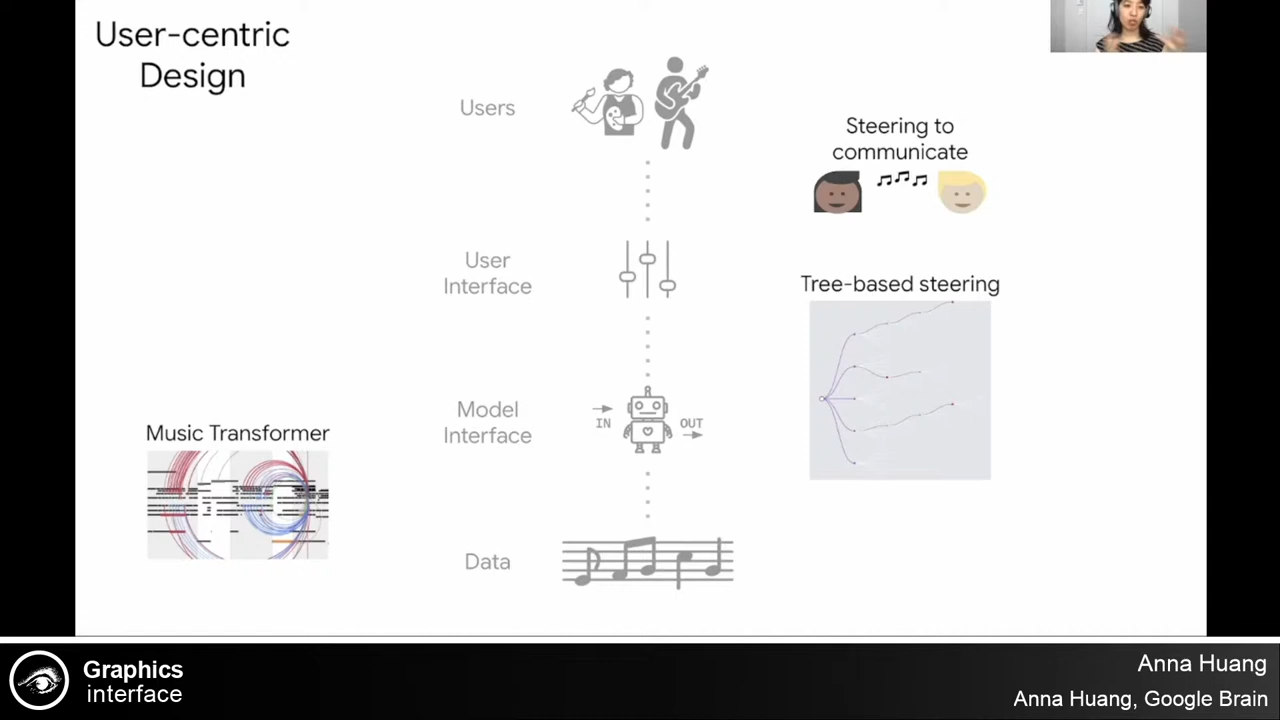 User-centric
Design
Users
Steering to
communicate
User
Interface
Tree-based steering
Model
Interface
IN
OUT
Music Transformer
Data
Graphics
interface
Anna Huang
Anna Huang, Google Brain